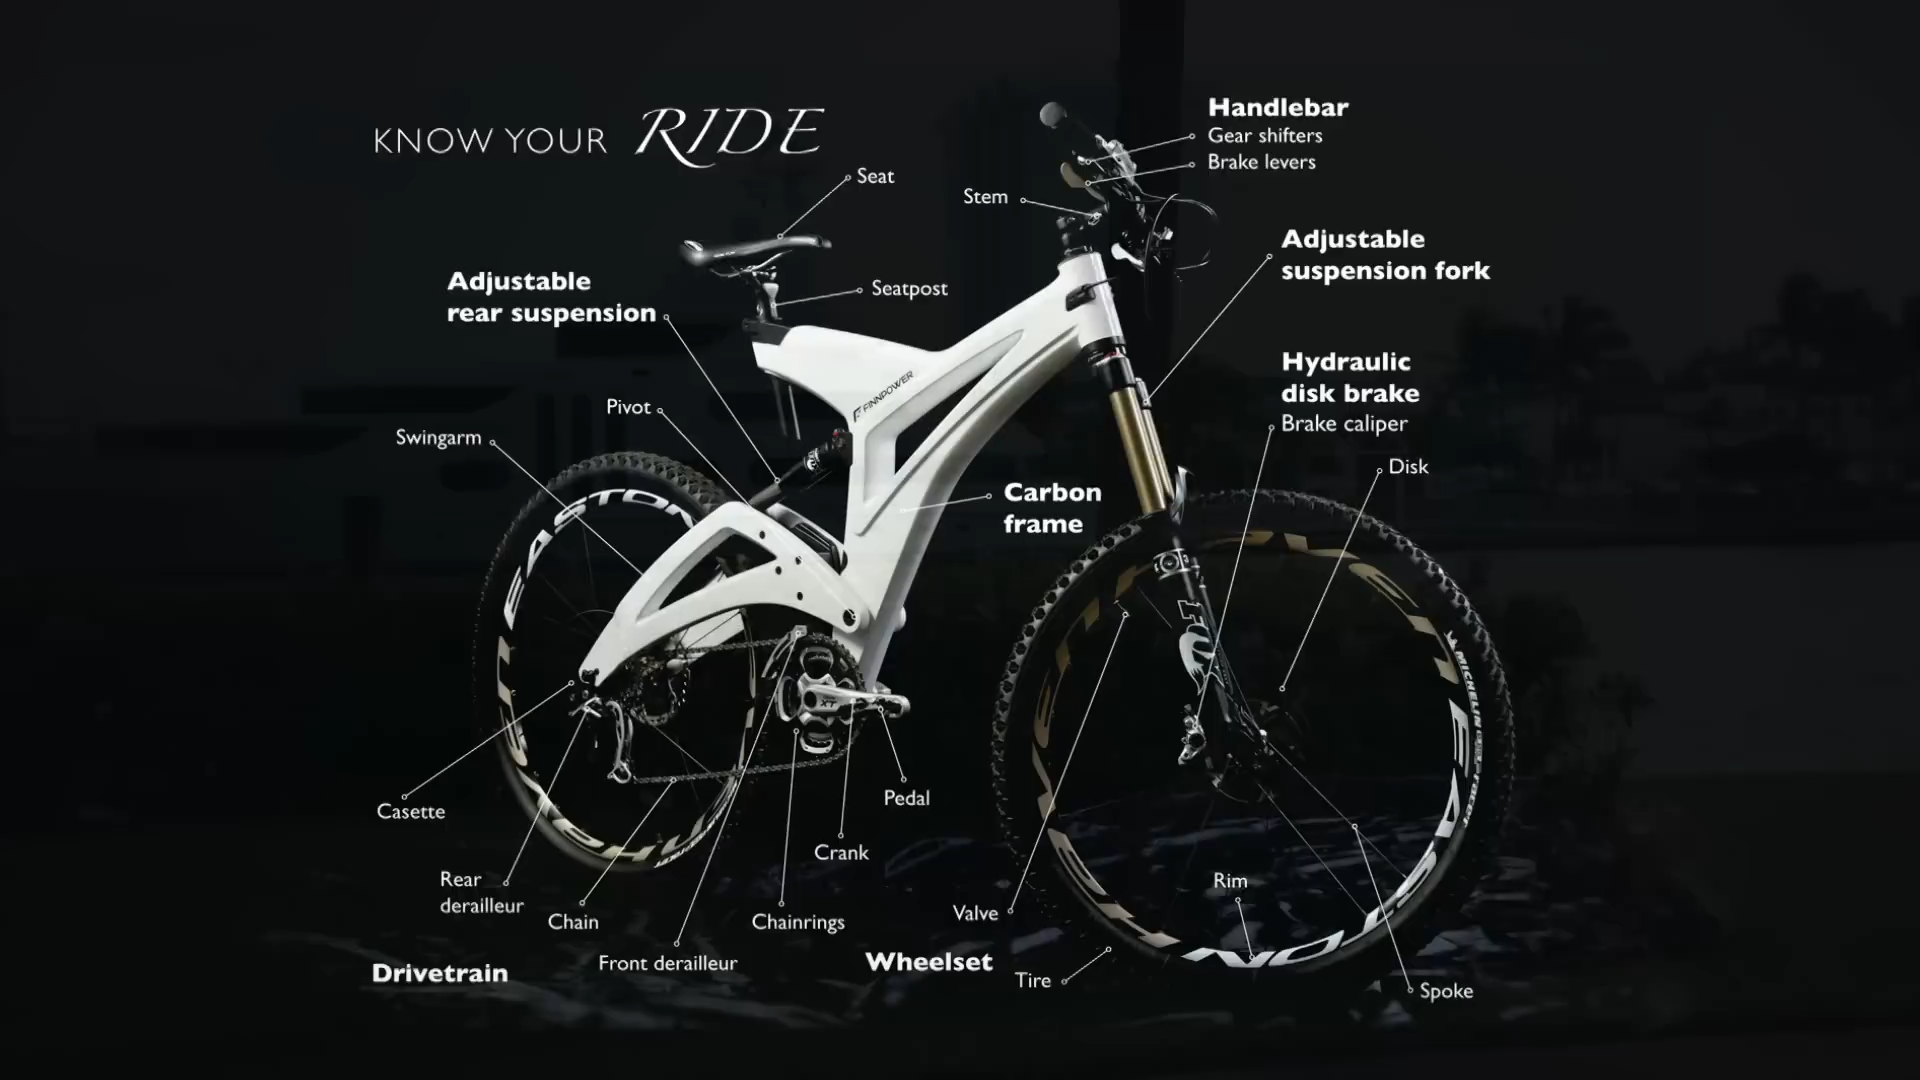 KNOW YOUR RIDE
Handlebar
Gear shifters
Brake levers
Seat
Stem
Adjustable
suspension fork
Adjustable
rear suspension
Seatpost
Hydraulic
disk brake
Brake caliper
FINNPOWER
Pivot
Swingarm
Disk
Carbon
frame
EASTON
MICHELIN
EASTON
XT
Casette
Pedal
Crank
Rear
derailleur
Chain
Chainrings
Front derailleur
Drivetrain
Rim
Valve
Wheelset
Tire
Spoke